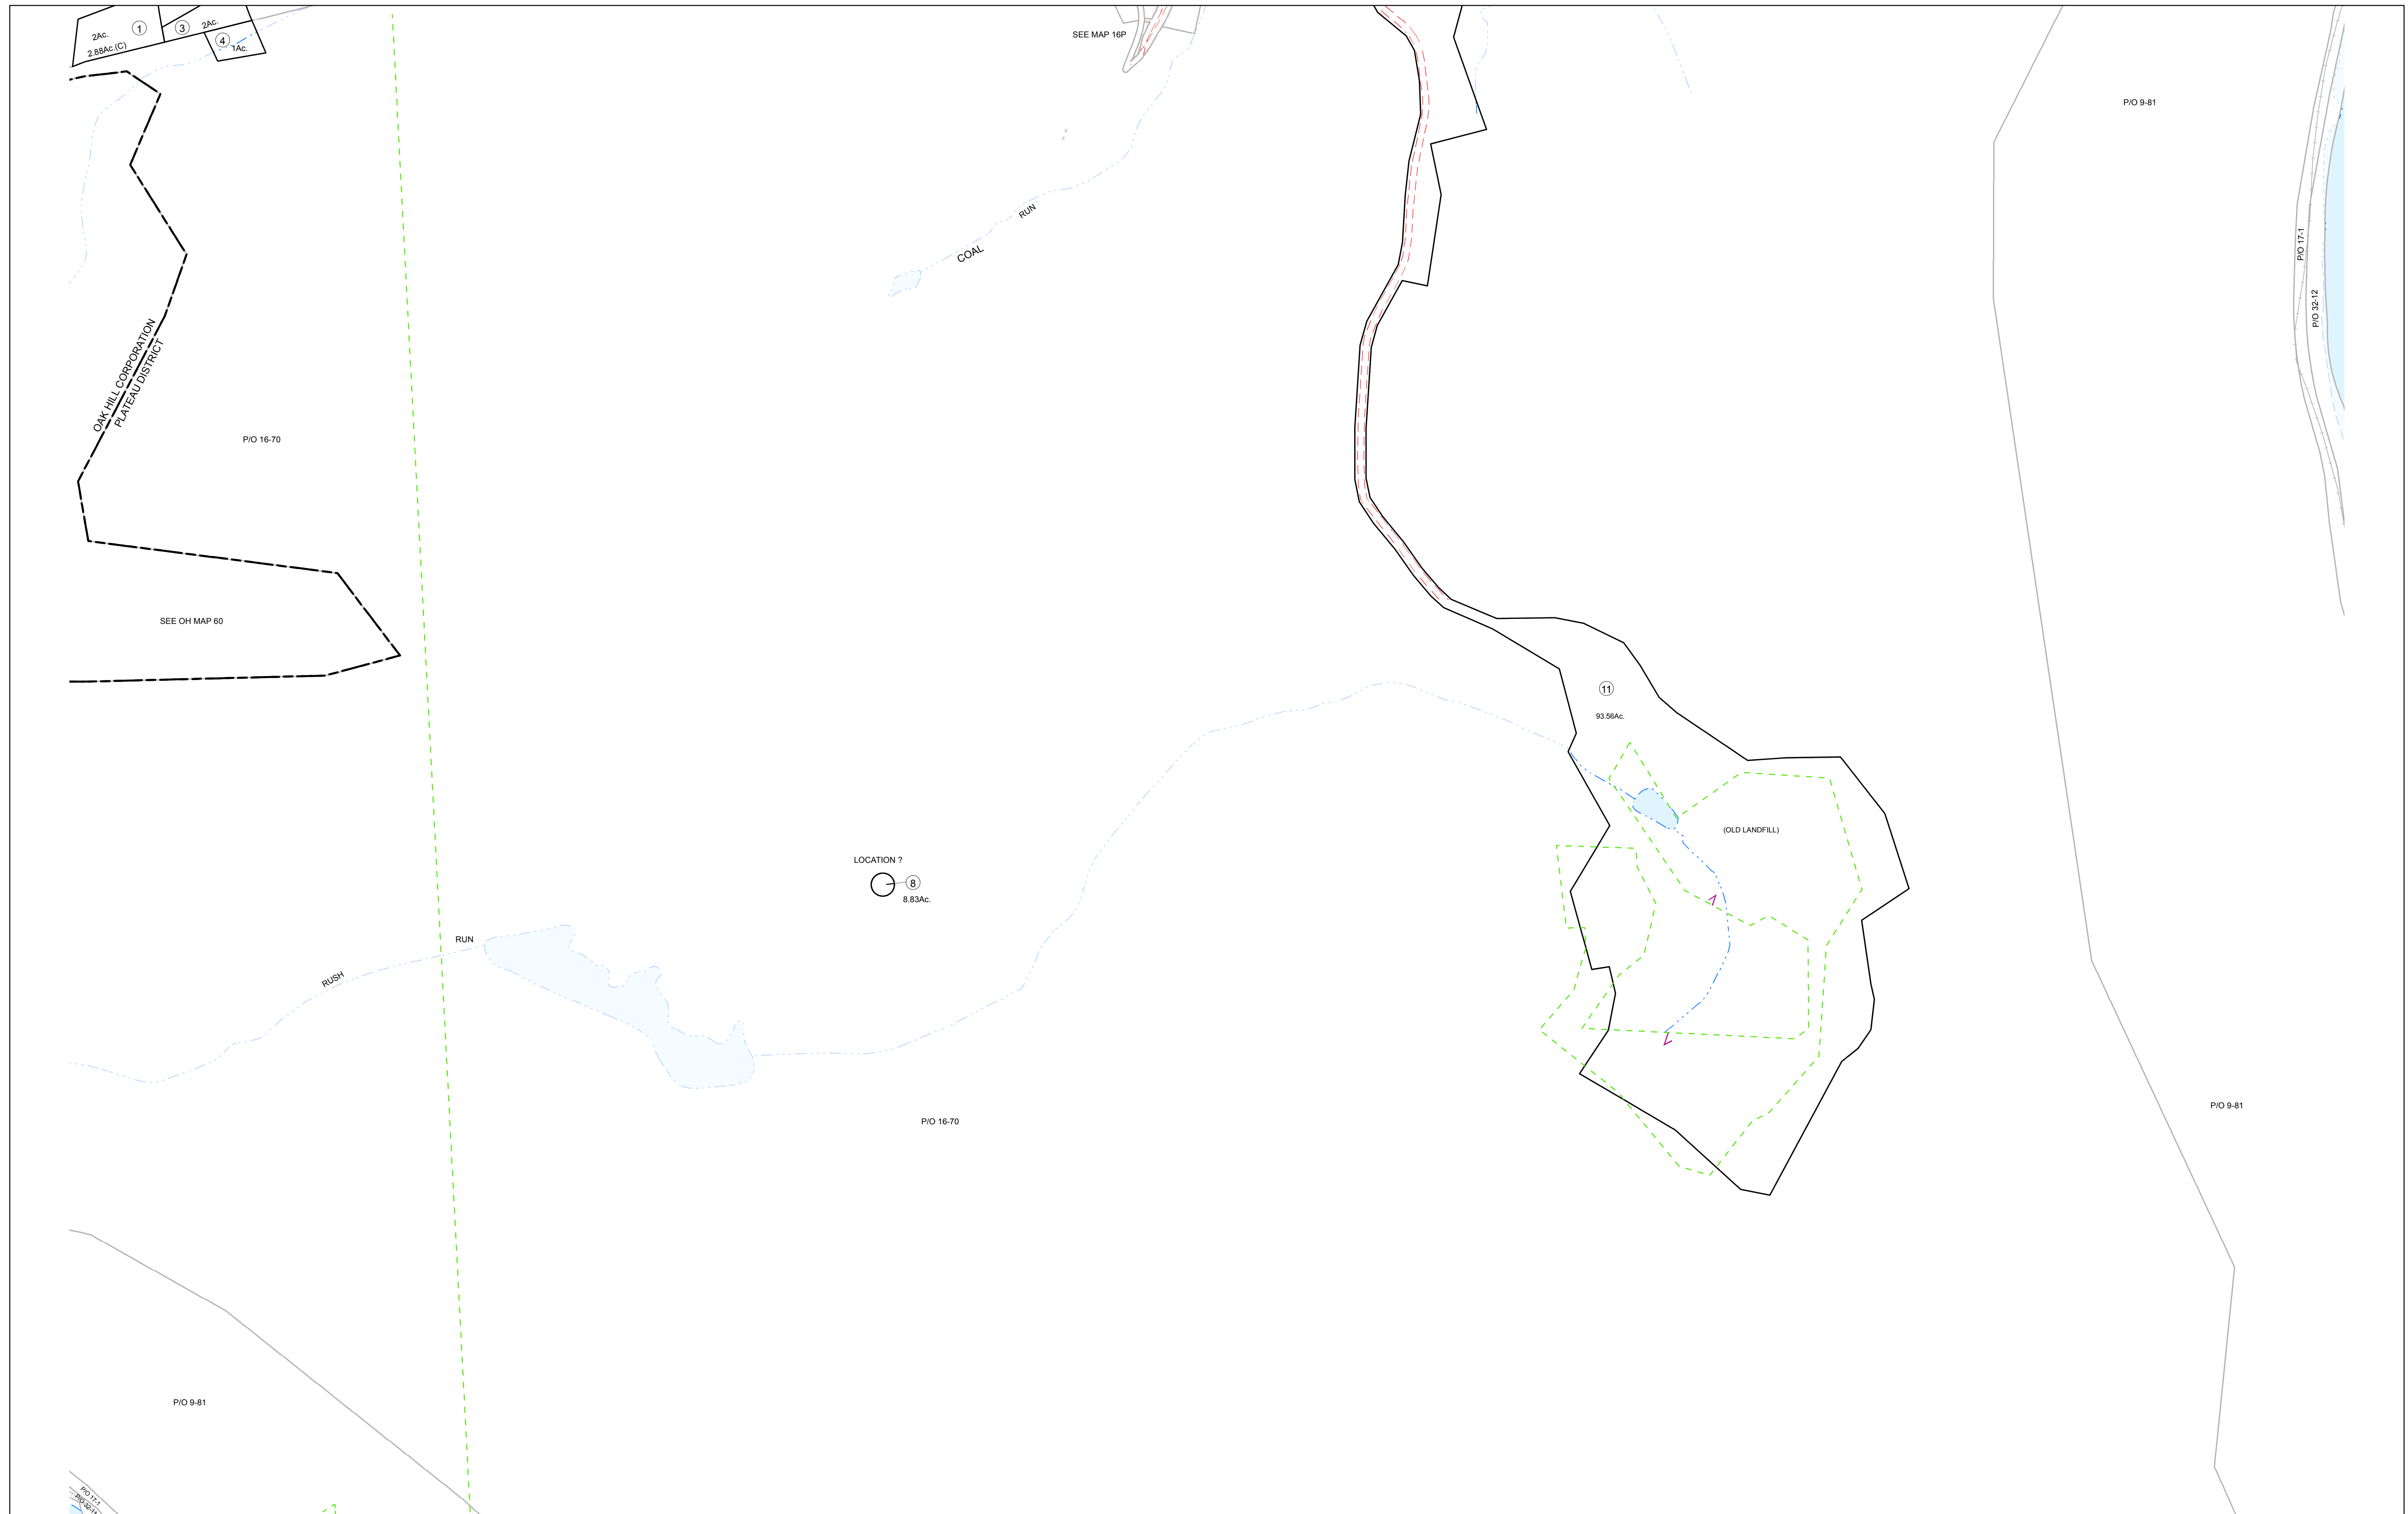 2Ac.
1
3
2Ac.
2.88Ac.(C)
4
1Ac.
SEE MAP 16P
P/O 9-81
COAL RUN
P/O 17-1
P/O 32-12
OAK HILL CORPORATION
PLATEAU DISTRICT
P/O 16-70
SEE OH MAP 60
11
93.56Ac.
(OLD LANDFILL)
LOCATION ?
8
8.83Ac.
RUSH RUN
P/O 16-70
P/O 9-81
P/O 9-81
P/O 17-1